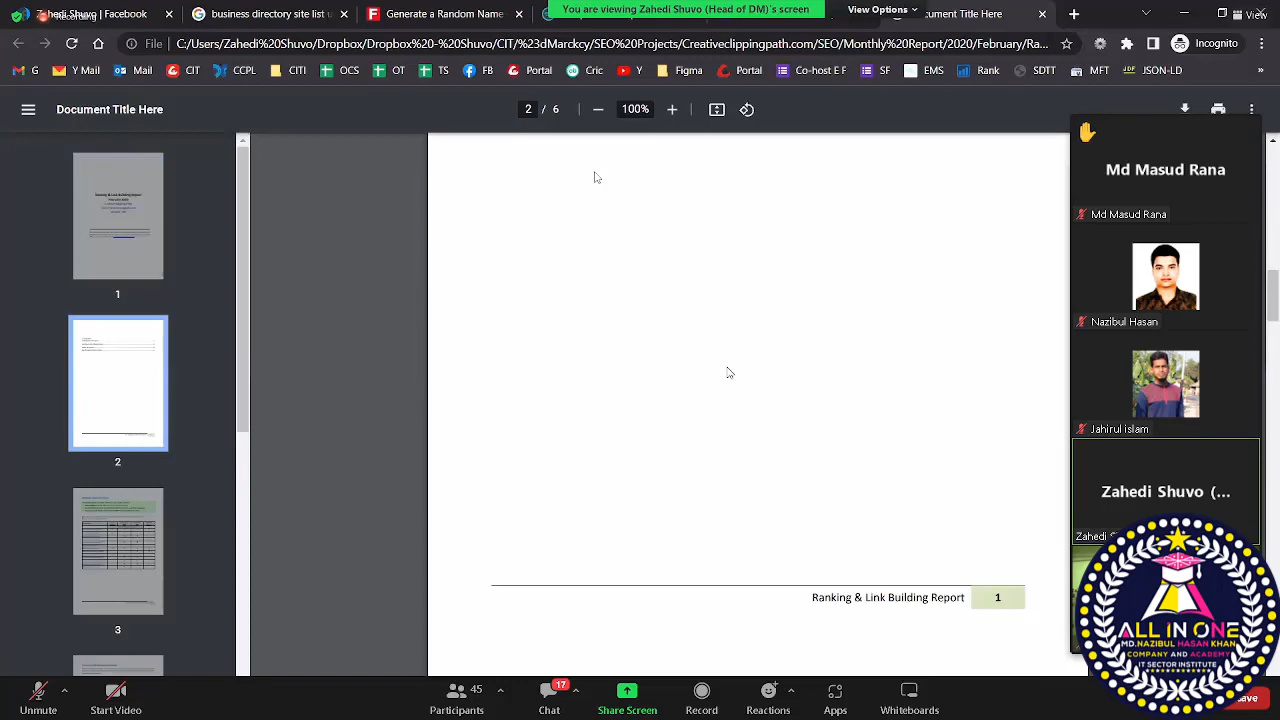 (20) Facebook
business directory site list u
Generate a Random Name
You are viewing Zahedi Shuvo (Head of DM)'s screen
View Options
cument Title Here
View
File
C:/Users/Zahedi%20Shuvo/Dropbox/Dropbox%20-%20Shuvo/CIT/%20dMarckcy/SEO%20Projects/Creativeclippingpath.com/SEO/Monthly%20Report/2020/February/Ra...
Incognito
G
Y Mail
Mail
CIT
CCPL
CITI
OCS
OT
TS
FB
Portal
Cric
Y
Figma
Portal
Co-host E F
SF
EMS
Rank
SDTT
MFT
JSON-LD
Document Title Here
2 / 6
100%
1
2
3
Ranking & Link Building Report
1
Md Masud Rana
Md Masud Rana
Nazibul Hasan
Jahirul islam
Zahedi Shuvo (...
ALL IN ONE
MD.NAZIBUL HASAN KHAN
COMPANY AND ACADEMY
IT SECTOR INSTITUTE
Unmute
Start Video
45
Participants
17
Chat
Share Screen
Record
Reactions
Apps
Whiteboards